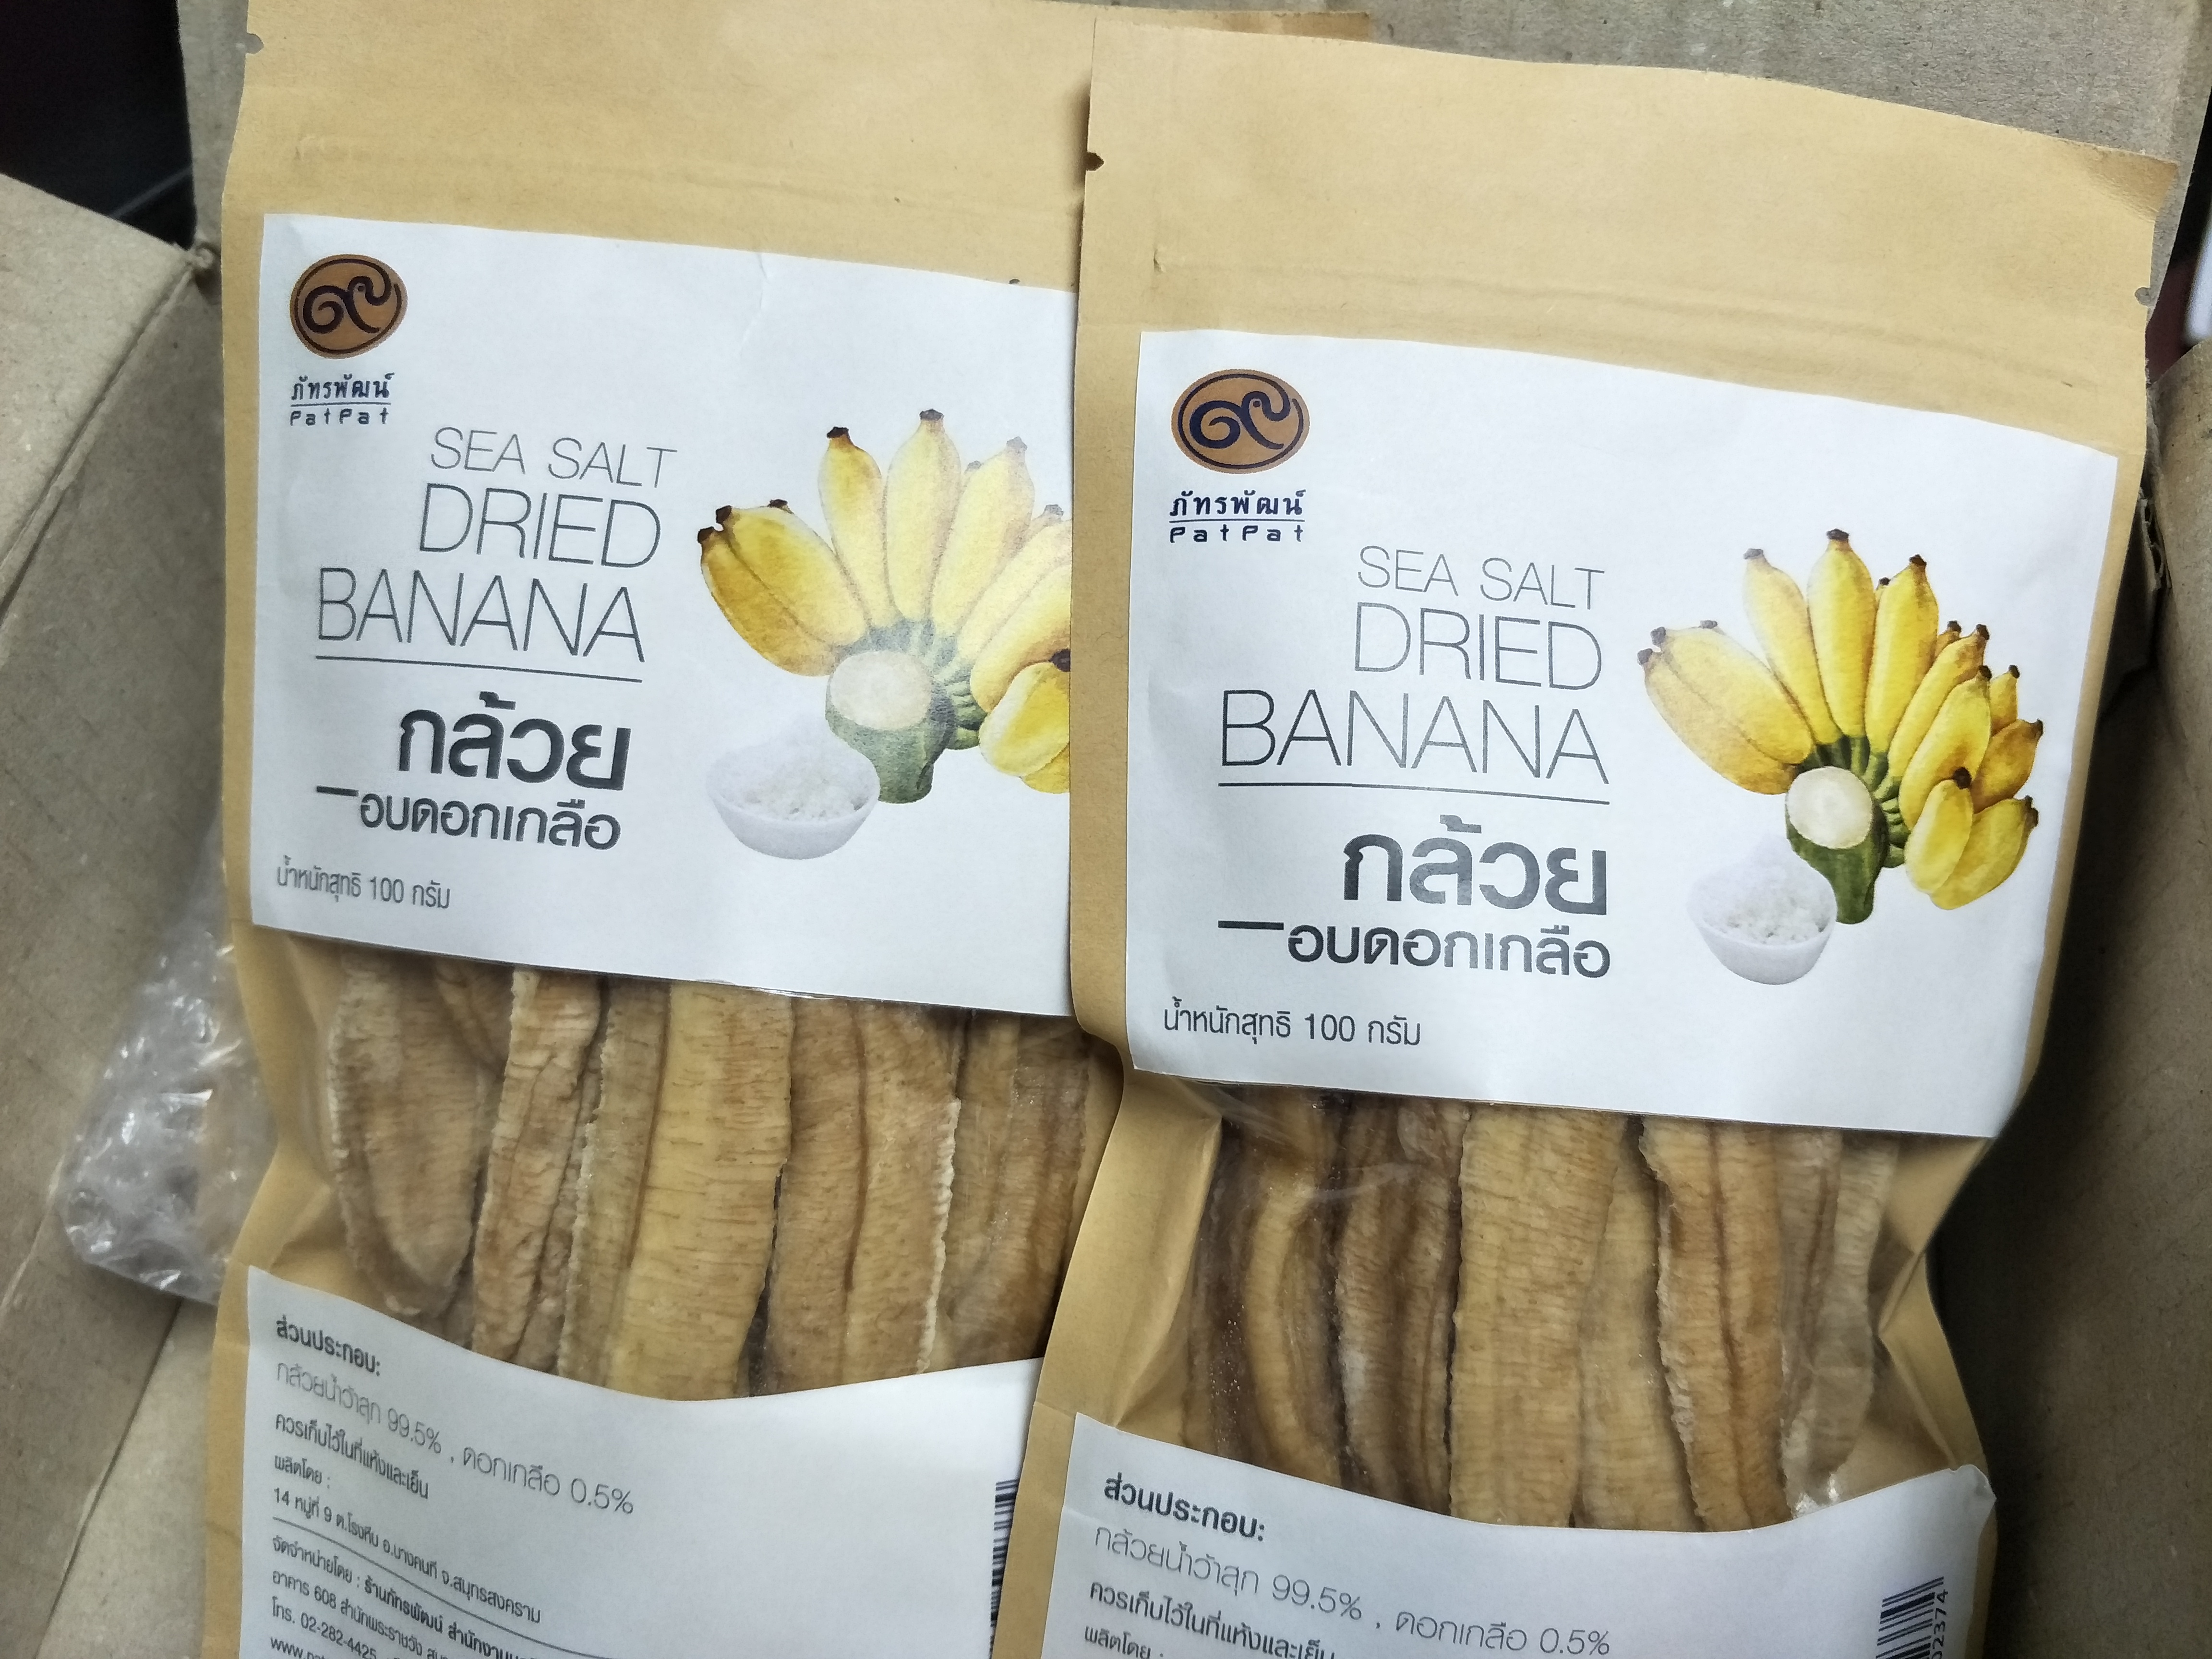 ภัทรพัฒน์
PatPat
SEA SALT
DRIED
BANANA
กล้วย
อบดอกเกลือ
น้ำหนักสุทธิ 100 กรัม
ส่วนประกอบ:
กล้วยน้ำว้าสุก 99.5% , ดอกเกลือ 0.5%
ควรเก็บไว้ในที่แห้งและเย็น
ผลิตโดย :
14 หมู่ที่ 9 ต.โรงหีบ อ.บางคนที จ.สมุทรสงคราม
จัดจำหน่ายโดย : ร้านภัทรพัฒน์
อาคาร 608 สำนักพระราชวัง
โทร. 02-282-4425
ภัทรพัฒน์
PatPat
SEA SALT
DRIED
BANANA
กล้วย
อบดอกเกลือ
น้ำหนักสุทธิ 100 กรัม
ส่วนประกอบ:
กล้วยน้ำว้าสุก 99.5% , ดอกเกลือ 0.5%
ควรเก็บไว้ในที่แห้งและเย็น
ผลิตโดย :
02374